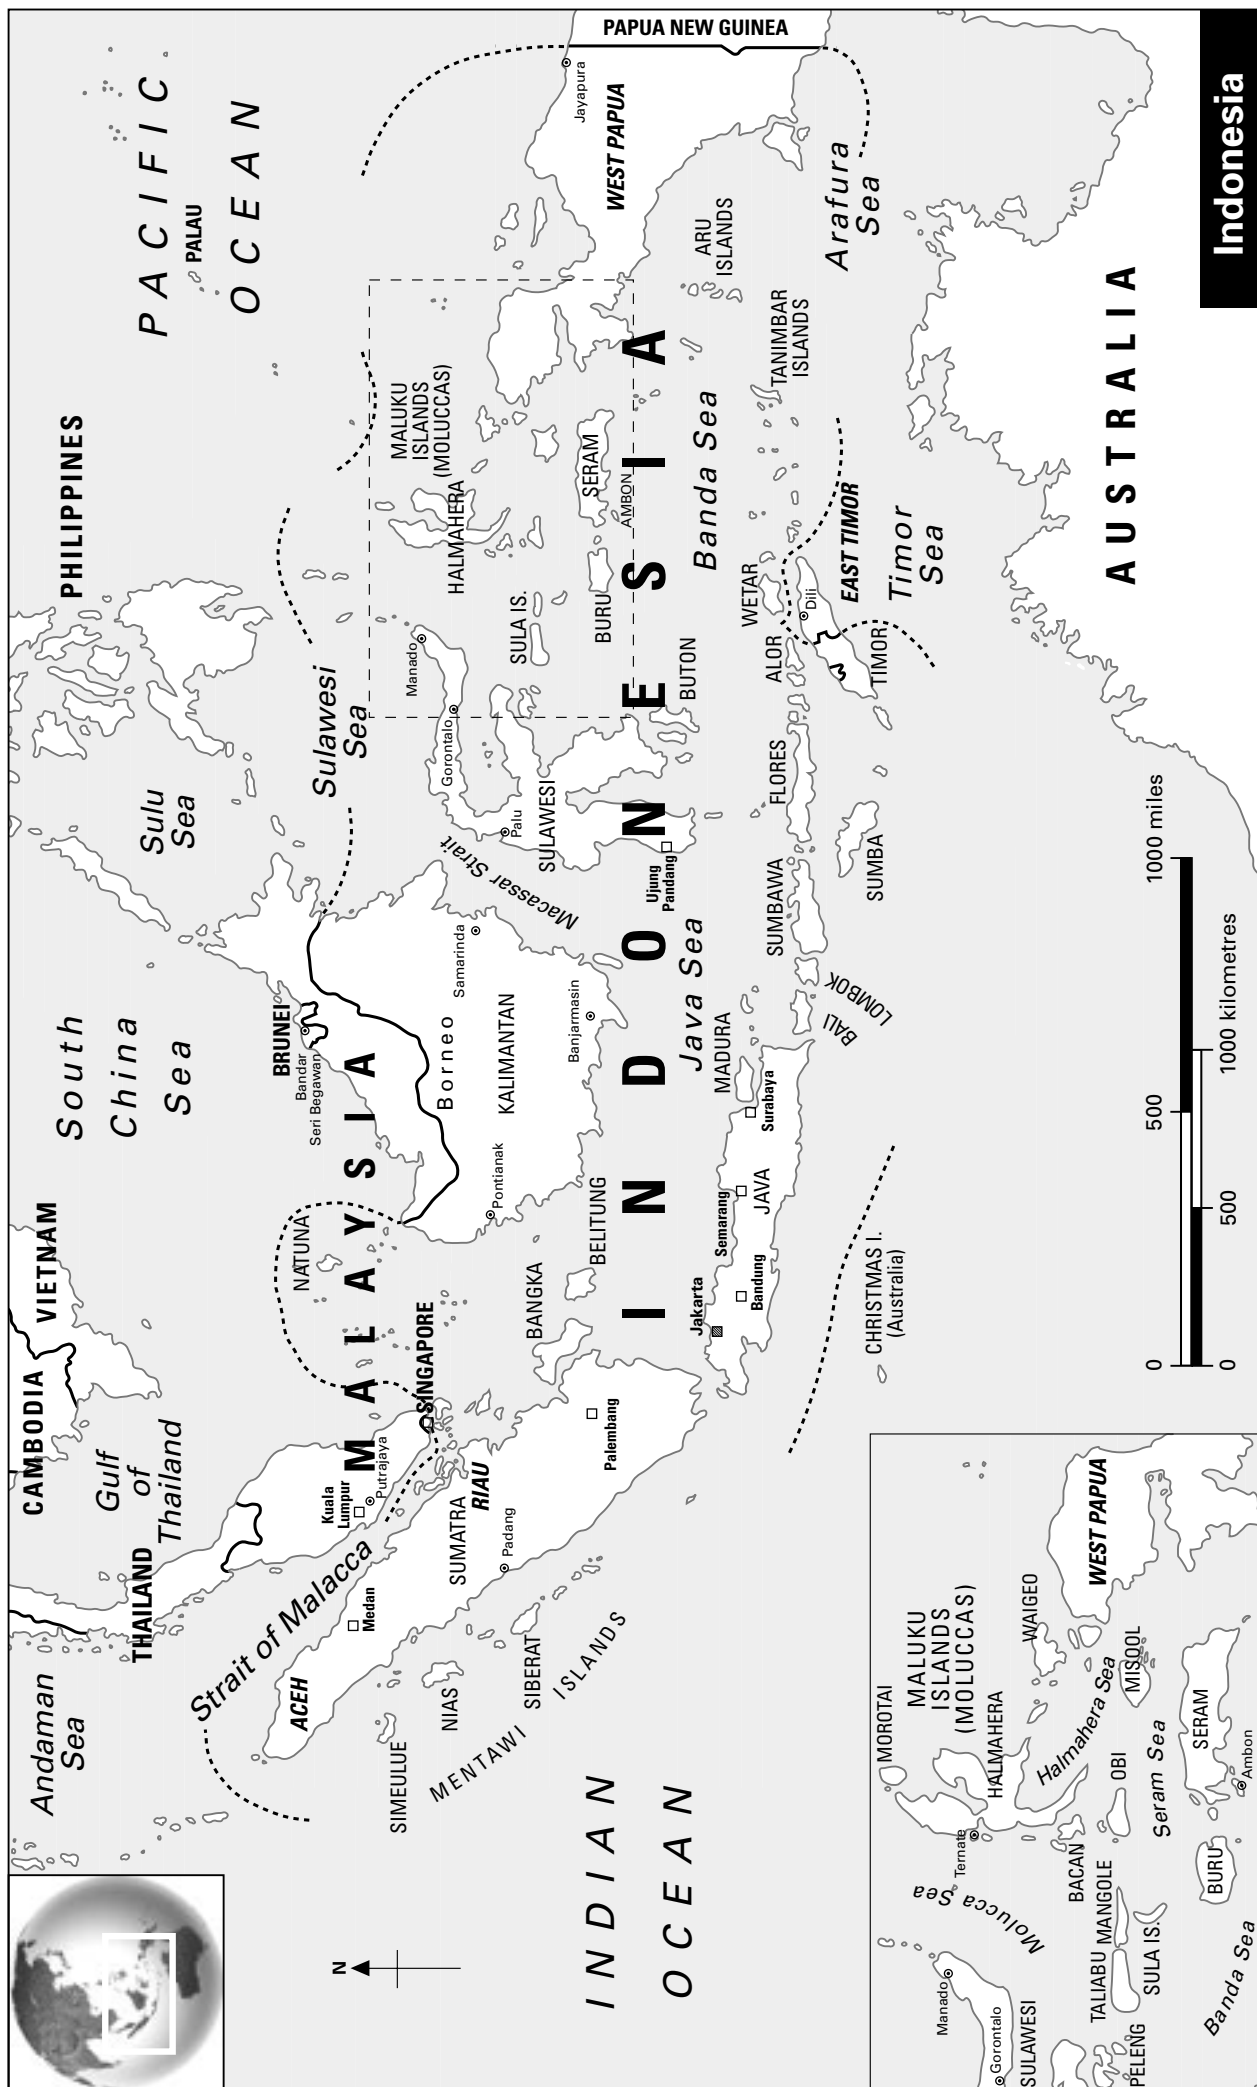 Indonesia
CAMBODIA
VIETNAM
PHILIPPINES
PACIFIC
OCEAN
PALAU
Andaman
Sea
THAILAND
Gulf
of
Thailand
South
China
Sea
Sulu
Sea
Sulawesi
Sea
Strait of Malacca
Kuala
Lumpur
Putrajaya
MALAYSIA
SINGAPORE
NATUNA
BRUNEI
Bandar
Seri Begawan
Borneo
KALIMANTAN
Pontianak
Samarinda
Banjarmasin
Macassar Strait
Manado
Gorontalo
Palu
SULAWESI
Ujung
Pandang
BUTON
SULA IS.
MALUKU
ISLANDS
(MOLUCCAS)
HALMAHERA
BURU
SERAM
AMBON
WEST PAPUA
Jayapura
PAPUA NEW GUINEA
ACEH
Medan
SUMATRA
RIAU
Padang
Palembang
SIMEULUE
NIAS
SIBERAT
MENTAWI
ISLANDS
BANGKA
BELITUNG
INDONESIA
Java Sea
Banda Sea
ARU
ISLANDS
TANIMBAR
ISLANDS
Arafura
Sea
Jakarta
Bandung
Semarang
JAVA
Surabaya
MADURA
BALI
LOMBOK
SUMBAWA
FLORES
SUMBA
ALOR
WETAR
Dili
EAST TIMOR
TIMOR
Timor
Sea
AUSTRALIA
CHRISTMAS I.
(Australia)
INDIAN
OCEAN
N
0
500
1000 miles
0
500
1000 kilometres
MOROTAI
MALUKU
ISLANDS
(MOLUCCAS)
HALMAHERA
Ternate
Molucca Sea
Manado
Gorontalo
SULAWESI
WAIGEO
WEST PAPUA
Halmahera Sea
MISOOL
BACAN
OBI
TALIABU
MANGOLE
SULA IS.
PELENG
Seram Sea
SERAM
Ambon
BURU
Banda Sea